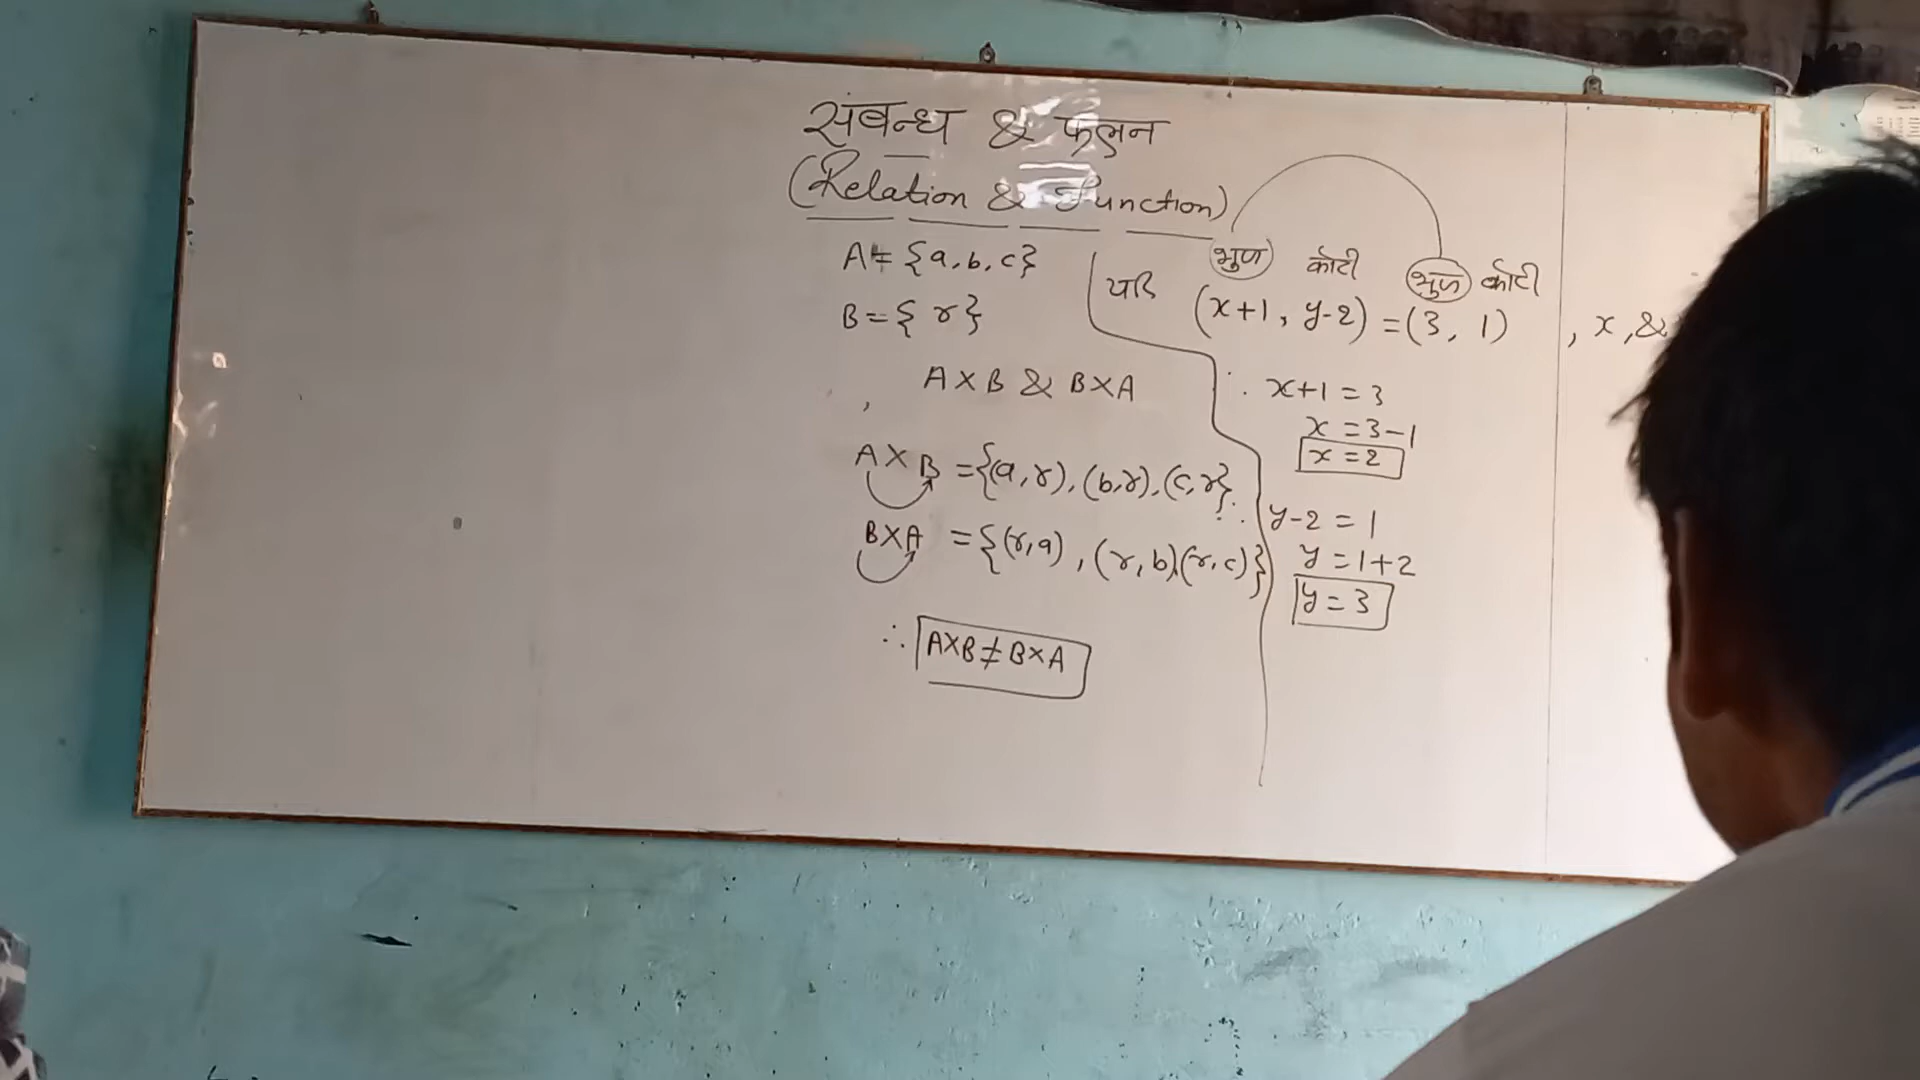 संबन्ध & फलन
(Relation & Function)
A = {a, b, c}
B = { r }
A X B & B X A
A X B = {(a, r), (b, r), (c, r}
B X A = {(r, a) , (r, b) (r, c)}
∴ A X B ≠ B X A
भुज कोटी भुज कोटी
यदि (x+1, y-2) = (3, 1) , x , &
∴ x+1 = 3
x = 3-1
x = 2
∴ y-2 = 1
y = 1+2
y = 3